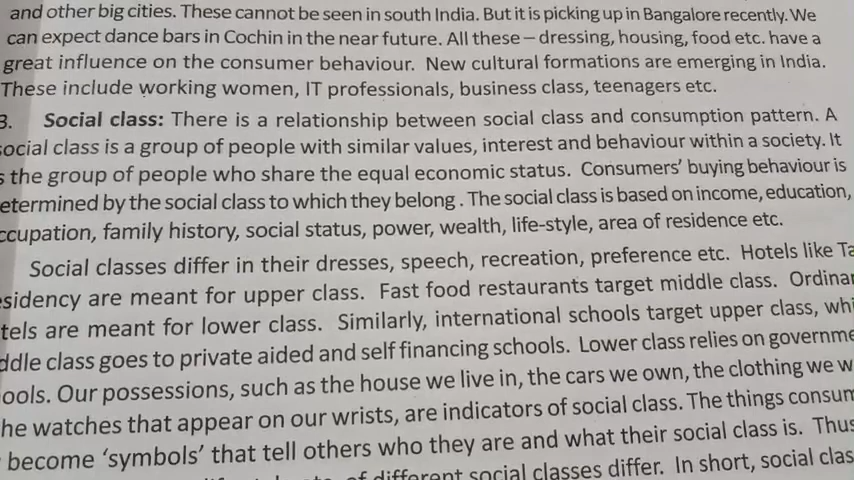 and other big cities. These cannot be seen in south India. But it is picking up in Bangalore recently. We
can expect dance bars in Cochin in the near future. All these – dressing, housing, food etc. have a
great influence on the consumer behaviour. New cultural formations are emerging in India.
These include working women, IT professionals, business class, teenagers etc.
3. Social class: There is a relationship between social class and consumption pattern. A
social class is a group of people with similar values, interest and behaviour within a society. It
s the group of people who share the equal economic status. Consumers' buying behaviour is
etermined by the social class to which they belong . The social class is based on income, education,
ccupation, family history, social status, power, wealth, life-style, area of residence etc.
Social classes differ in their dresses, speech, recreation, preference etc. Hotels like Ta
esidency are meant for upper class. Fast food restaurants target middle class. Ordinar
tels are meant for lower class. Similarly, international schools target upper class, whi
ddle class goes to private aided and self financing schools. Lower class relies on governme
ools. Our possessions, such as the house we live in, the cars we own, the clothing we w
he watches that appear on our wrists, are indicators of social class. The things consum
become 'symbols' that tell others who they are and what their social class is. Thus
of different social classes differ. In short, social clas